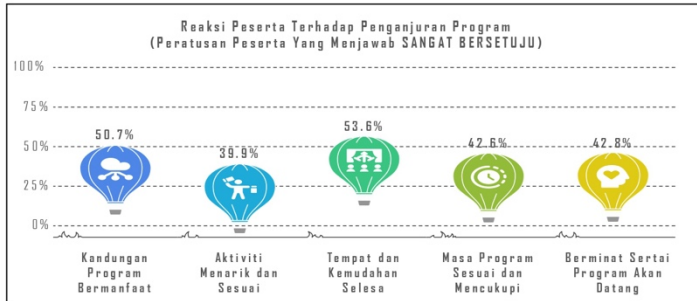 Reaksi Peserta Terhadap Penganjuran Program
(Peratusan Peserta Yang Menjawab SANGAT BERSETUJU)
100%
75%
50%
25%
0%
50.7%
39.9%
53.6%
42.6%
42.8%
Kandungan
Program
Bermanfaat
Aktiviti
Menarik dan
Sesuai
Tempat dan
Kemudahan
Selesa
Masa Program
Sesuai dan
Mencukupi
Berminat Sertai
Program Akan
Datang